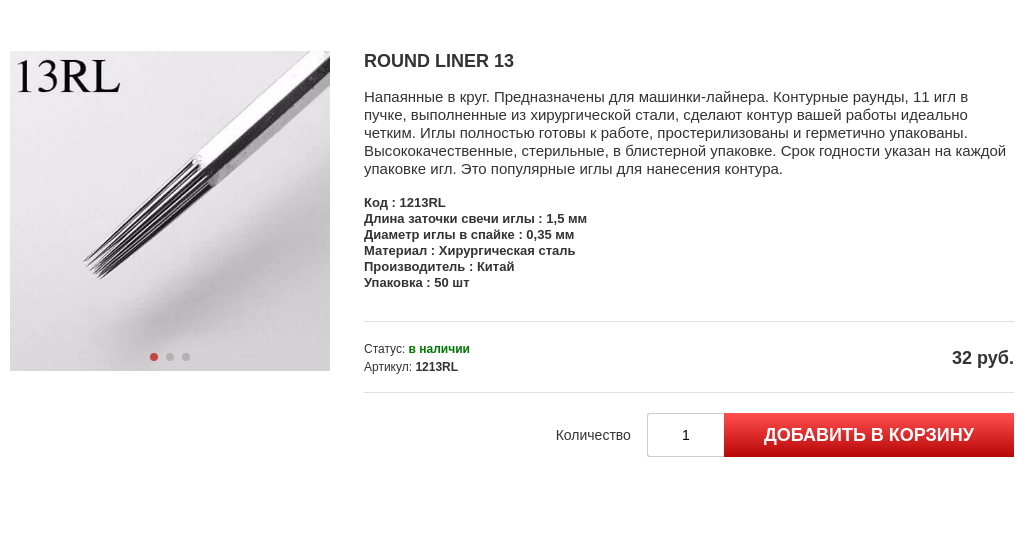 13RL
ROUND LINER 13
Напаянные в круг. Предназначены для машинки-лайнера. Контурные раунды, 11 игл в
пучке, выполненные из хирургической стали, сделают контур вашей работы идеально
четким. Иглы полностью готовы к работе, простерилизованы и герметично упакованы.
Высококачественные, стерильные, в блистерной упаковке. Срок годности указан на каждой
упаковке игл. Это популярные иглы для нанесения контура.
Код : 1213RL
Длина заточки свечи иглы : 1,5 мм
Диаметр иглы в спайке : 0,35 мм
Материал : Хирургическая сталь
Производитель : Китай
Упаковка : 50 шт
Статус: в наличии
Артикул: 1213RL
32 руб.
Количество 1 ДОБАВИТЬ В КОРЗИНУ